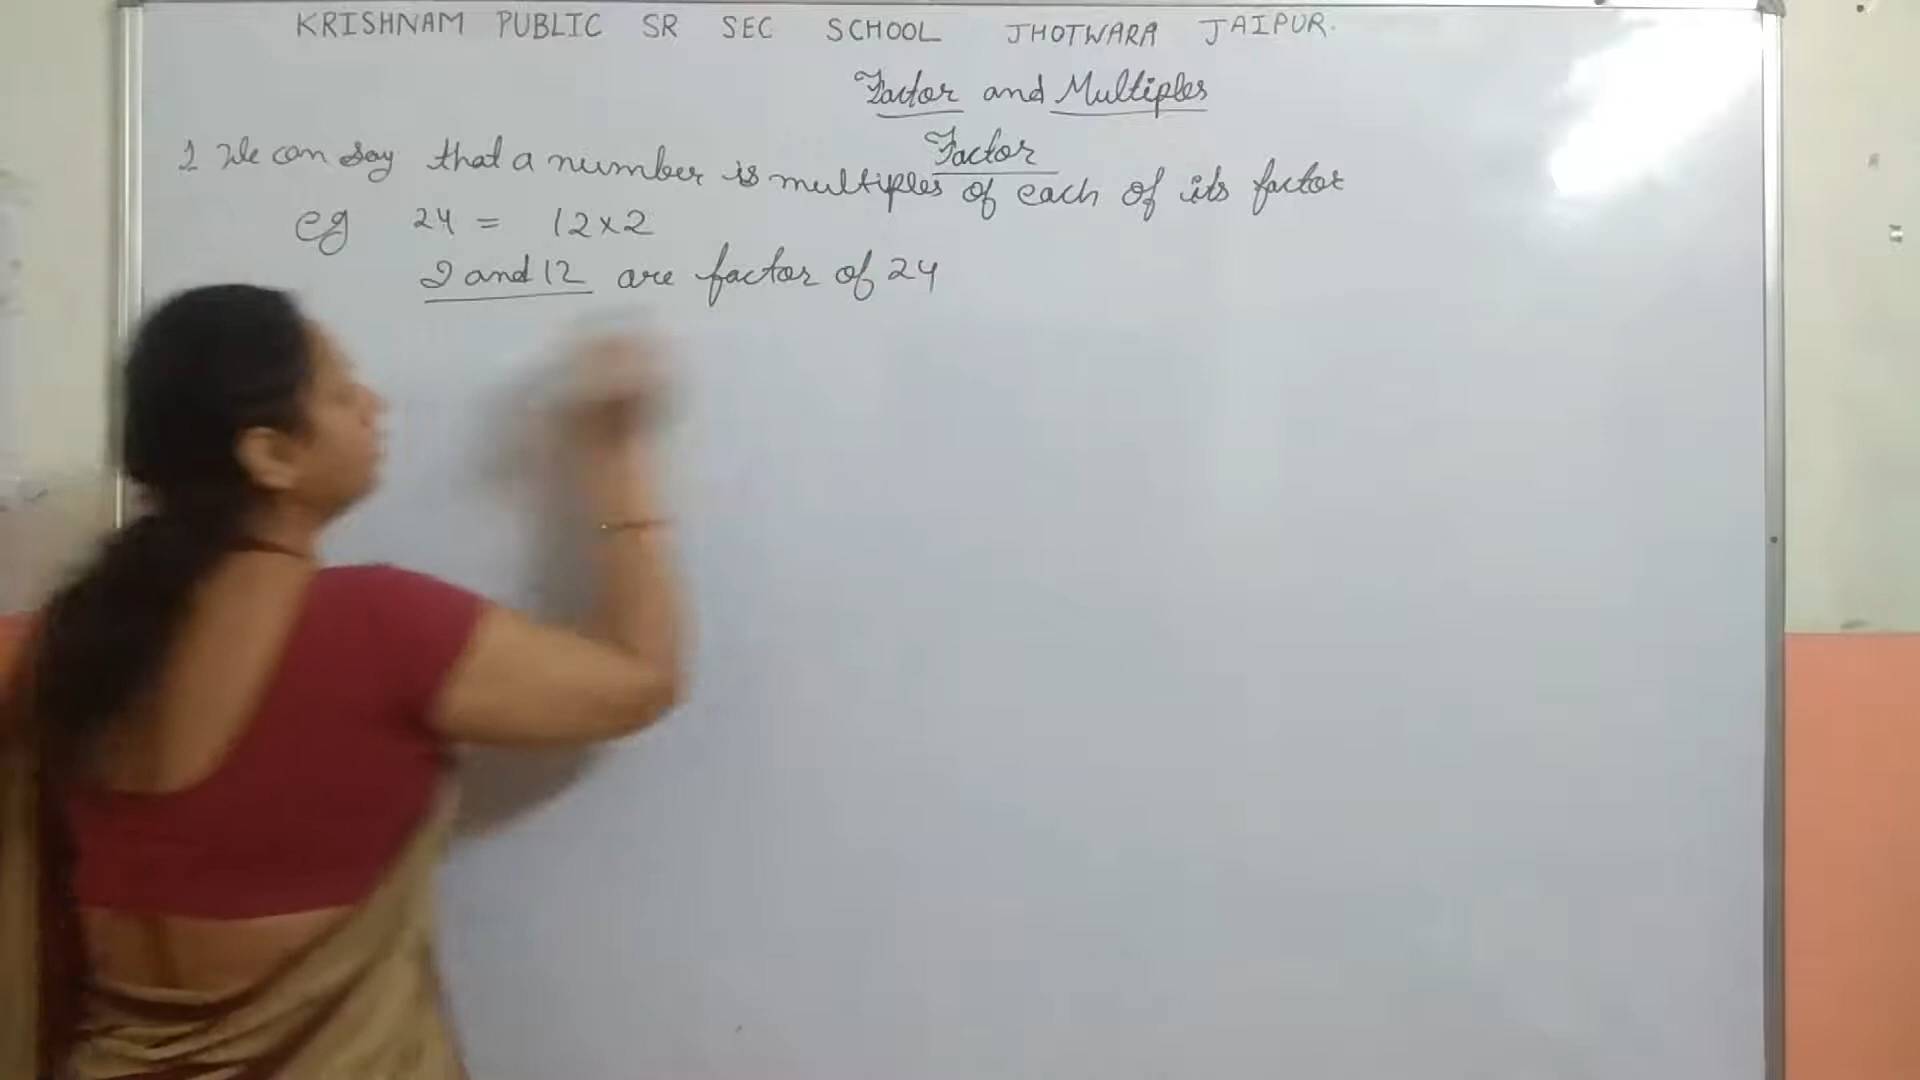 KRISHNAM PUBLIC SR SEC SCHOOL JHOTWARA JAIPUR.
Factor and Multiples
Factor
1 We can say that a number is multiples of each of its factor
eg 24 = 12×2
2 and 12 are factor of 24